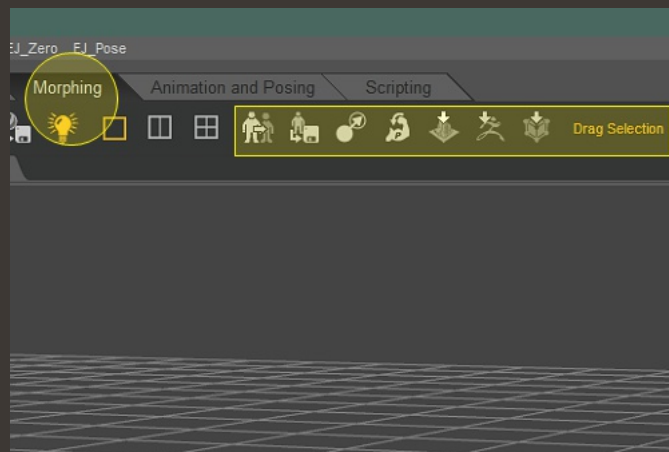 EJ_Zero EJ_Pose
Morphing Animation and Posing Scripting
Drag Selection